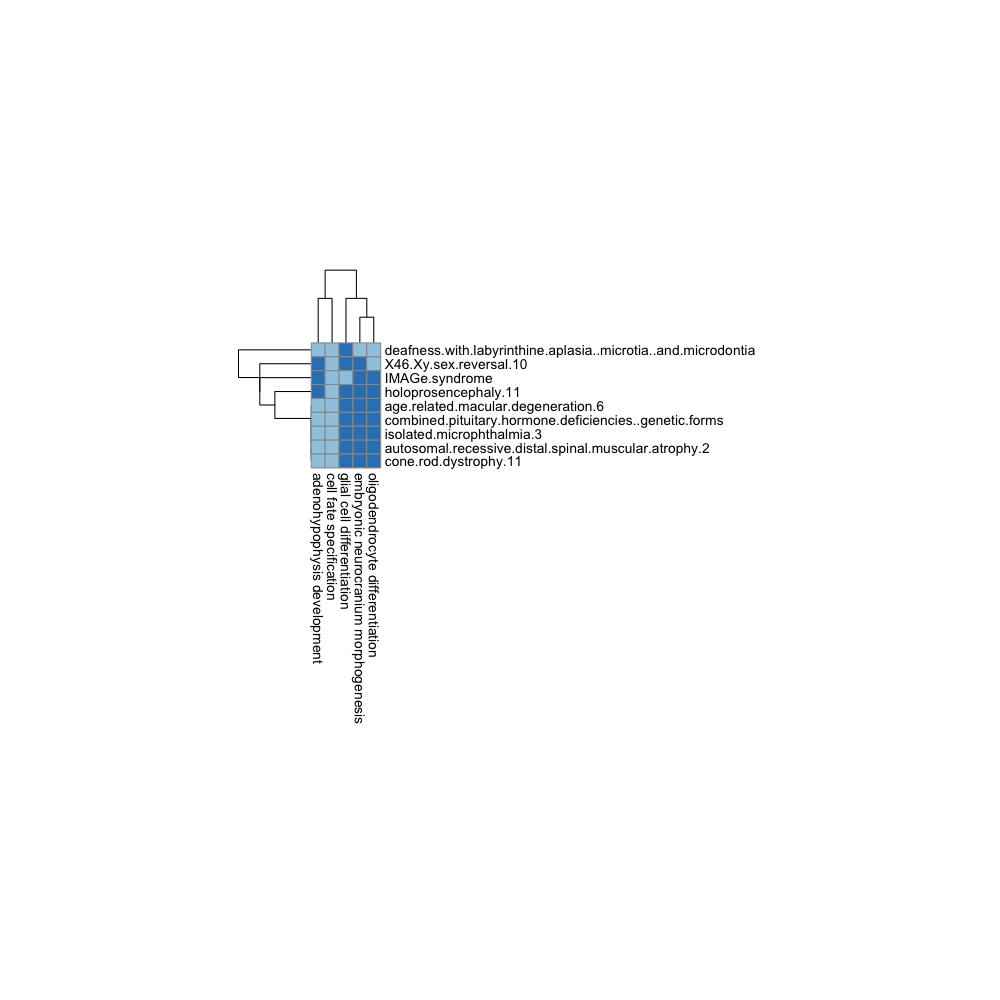 deafness.with.labyrinthine.aplasia..microtia..and.microdontia
X46.Xy.sex.reversal.10
IMAGe.syndrome
holoprosencephaly.11
age.related.macular.degeneration.6
combined.pituitary.hormone.deficiencies..genetic.forms
isolated.microphthalmia.3
autosomal.recessive.distal.spinal.muscular.atrophy.2
cone.rod.dystrophy.11
adenohypophysis development
cell fate specification
glial cell differentiation
embryonic neurocranium morphogenesis
oligodendrocyte differentiation